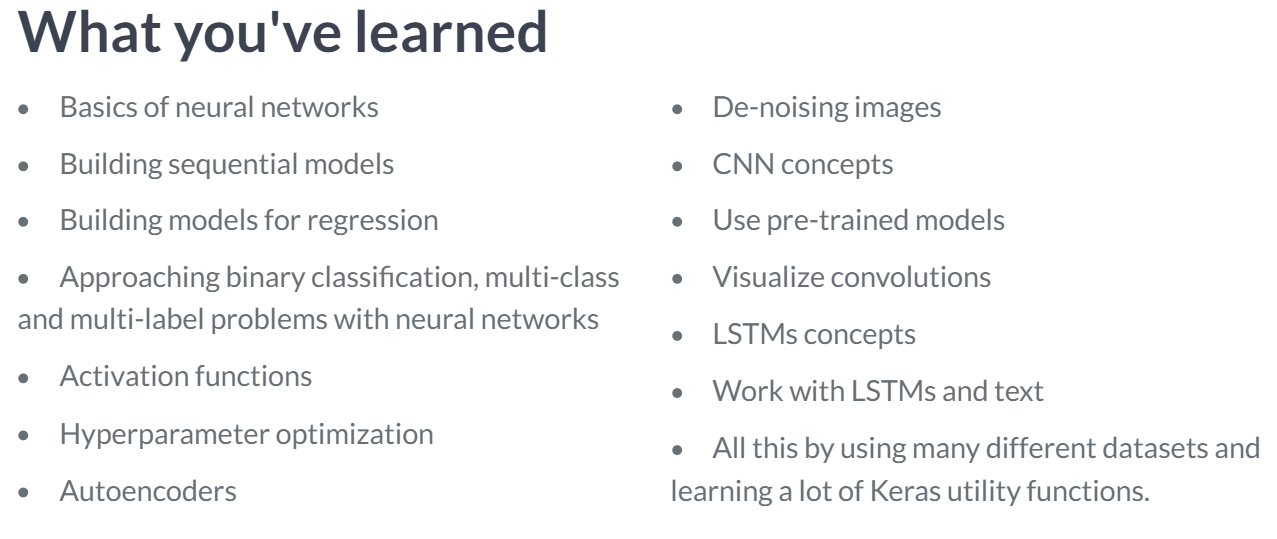 What you've learned
• Basics of neural networks
• Building sequential models
• Building models for regression
• Approaching binary classification, multi-class
and multi-label problems with neural networks
• Activation functions
• Hyperparameter optimization
• Autoencoders
• De-noising images
• CNN concepts
• Use pre-trained models
• Visualize convolutions
• LSTMs concepts
• Work with LSTMs and text
• All this by using many different datasets and
learning a lot of Keras utility functions.